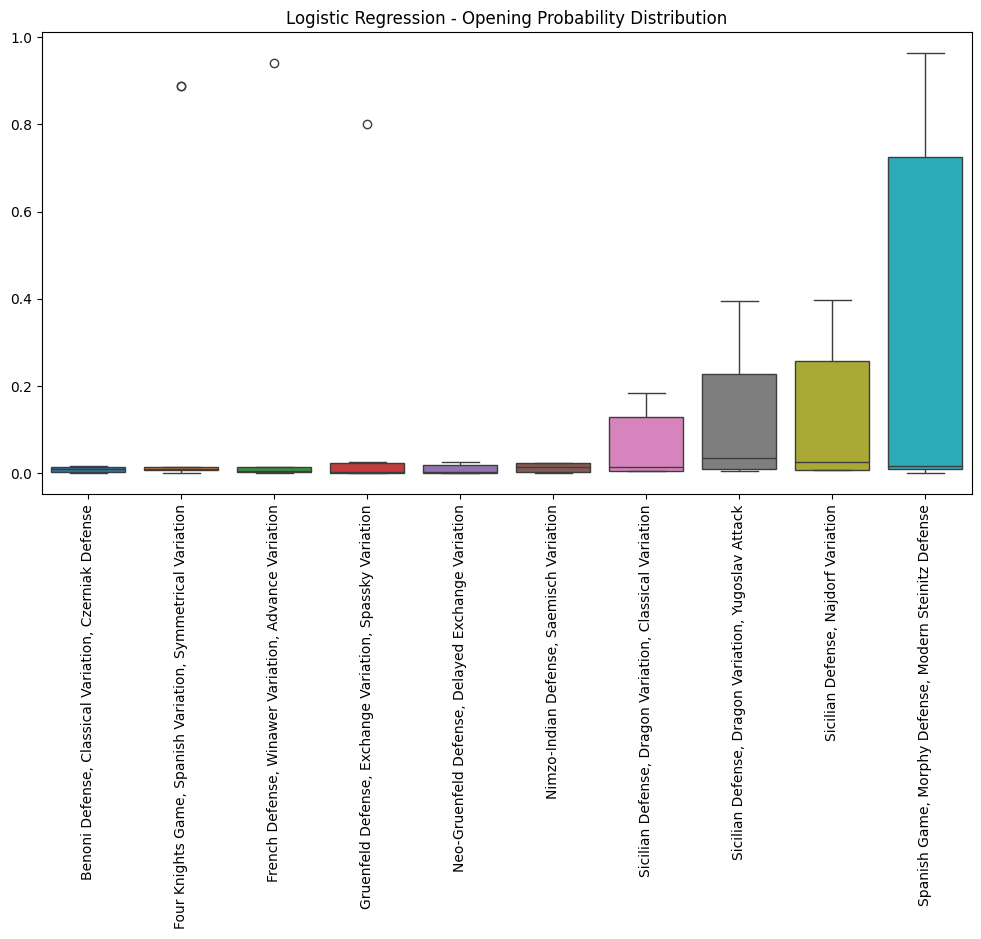 Logistic Regression - Opening Probability Distribution
1.0
0.8
0.6
0.4
0.2
0.0
Benoni Defense, Classical Variation, Czerniak Defense
Four Knights Game, Spanish Variation, Symmetrical Variation
French Defense, Winawer Variation, Advance Variation
Gruenfeld Defense, Exchange Variation, Spassky Variation
Neo-Gruenfeld Defense, Delayed Exchange Variation
Nimzo-Indian Defense, Saemisch Variation
Sicilian Defense, Dragon Variation, Classical Variation
Sicilian Defense, Dragon Variation, Yugoslav Attack
Sicilian Defense, Najdorf Variation
Spanish Game, Morphy Defense, Modern Steinitz Defense